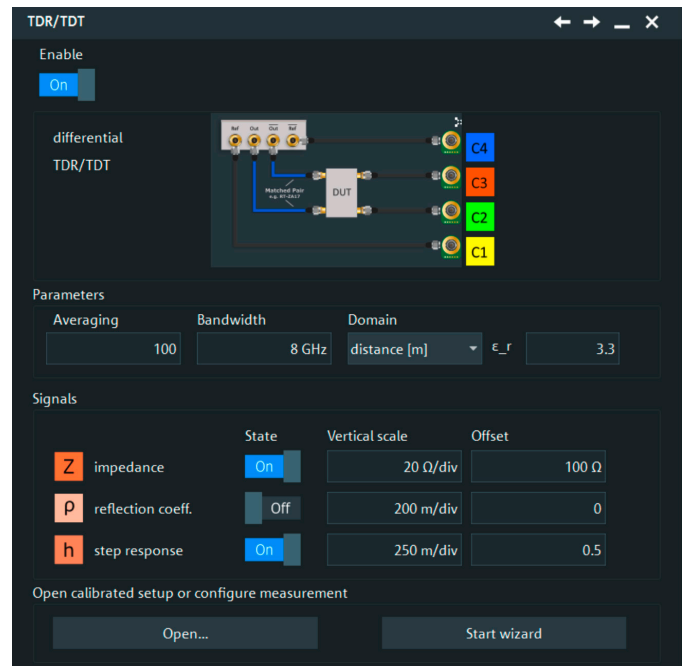 TDR/TDT
Enable
On
differential
TDR/TDT
Ref Out Out Ref
Matched Pair
e.g. RT-ZA17
DUT
C4
C3
C2
C1
Parameters
Averaging Bandwidth Domain
100 8 GHz distance [m] ε_r 3.3
Signals
State Vertical scale Offset
Z impedance On 20 Ω/div 100 Ω
ρ reflection coeff. Off 200 m/div 0
h step response On 250 m/div 0.5
Open calibrated setup or configure measurement
Open... Start wizard